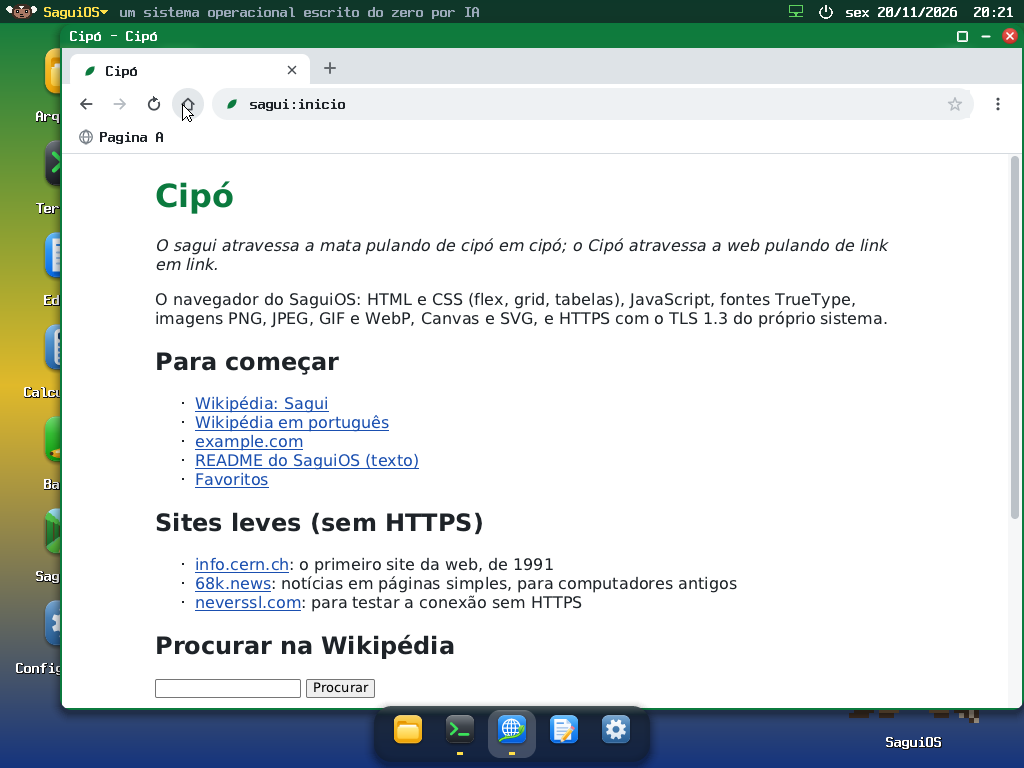 SaguiOS um sistema operacional escrito do zero por IA sex 20/11/2026 20:21
Cipó - Cipó
Cipó
sagui:inicio
Pagina A
Cipó
O sagui atravessa a mata pulando de cipó em cipó; o Cipó atravessa a web pulando de link
em link.
O navegador do SaguiOS: HTML e CSS (flex, grid, tabelas), JavaScript, fontes TrueType,
imagens PNG, JPEG, GIF e WebP, Canvas e SVG, e HTTPS com o TLS 1.3 do próprio sistema.
Para começar
· Wikipédia: Sagui
· Wikipédia em português
· example.com
· README do SaguiOS (texto)
· Favoritos
Sites leves (sem HTTPS)
· info.cern.ch: o primeiro site da web, de 1991
· 68k.news: notícias em páginas simples, para computadores antigos
· neverssl.com: para testar a conexão sem HTTPS
Procurar na Wikipédia
Procurar
SaguiOS